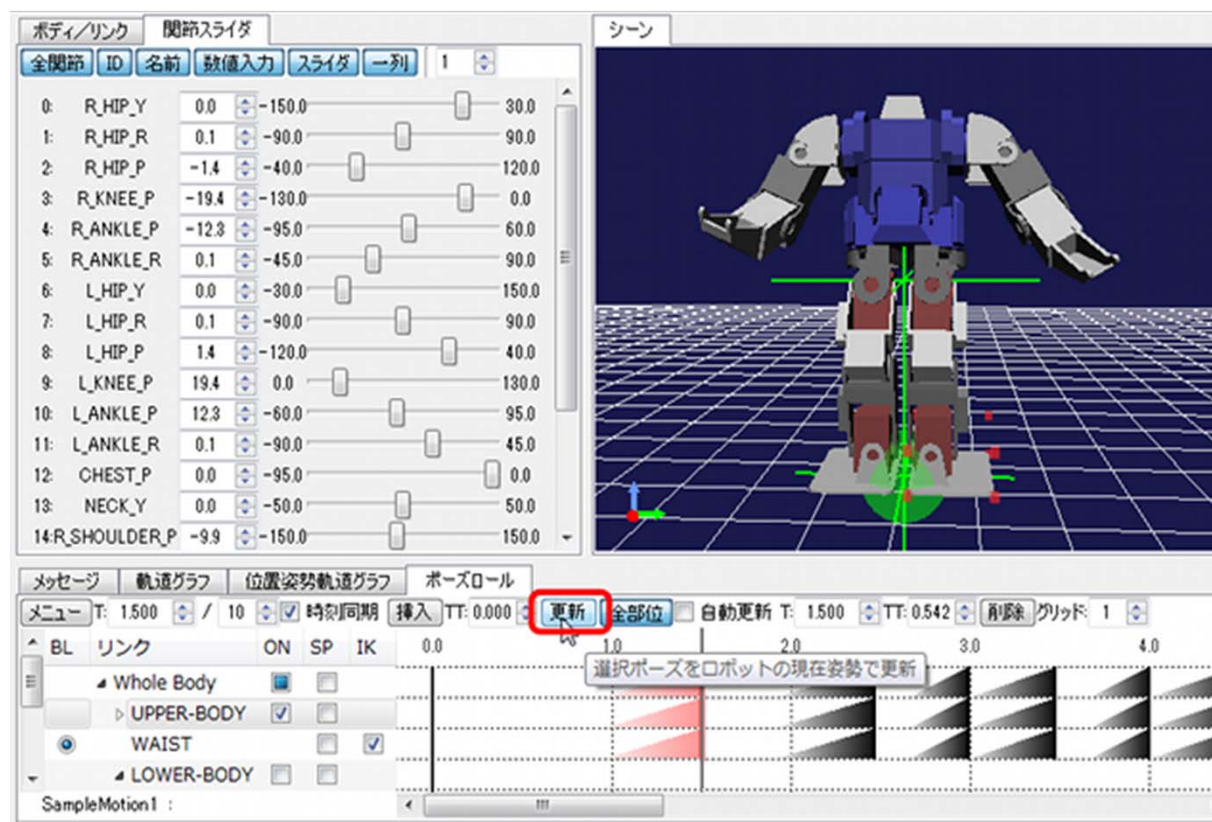 ボディ/リンク 関節スライダ
全関節 ID 名前 数値入力 スライダ 一列 1
0: R_HIP_Y 0.0 -150.0 30.0
1: R_HIP_R 0.1 -90.0 90.0
2: R_HIP_P -1.4 -40.0 120.0
3: R_KNEE_P -19.4 -130.0 0.0
4: R_ANKLE_P -12.3 -95.0 60.0
5: R_ANKLE_R 0.1 -45.0 90.0
6: L_HIP_Y 0.0 -30.0 150.0
7: L_HIP_R 0.1 -90.0 90.0
8: L_HIP_P 1.4 -120.0 40.0
9: L_KNEE_P 19.4 0.0 130.0
10: L_ANKLE_P 12.3 -60.0 95.0
11: L_ANKLE_R 0.1 -90.0 45.0
12: CHEST_P 0.0 -95.0 0.0
13: NECK_Y 0.0 -50.0 50.0
14:R_SHOULDER_P -9.9 -150.0 150.0
シーン
メッセージ 軌道グラフ 位置姿勢軌道グラフ ポーズロール
メニュー T: 1.500 / 10 時刻同期 挿入 TT: 0.000 更新 全部位 自動更新 T: 1.500 TT: 0.542 削除 グリッド: 1
BL リンク ON SP IK 0.0 1.0 2.0 3.0 4.0
選択ポーズをロボットの現在姿勢で更新
Whole Body
UPPER-BODY
WAIST
LOWER-BODY
SampleMotion1 :